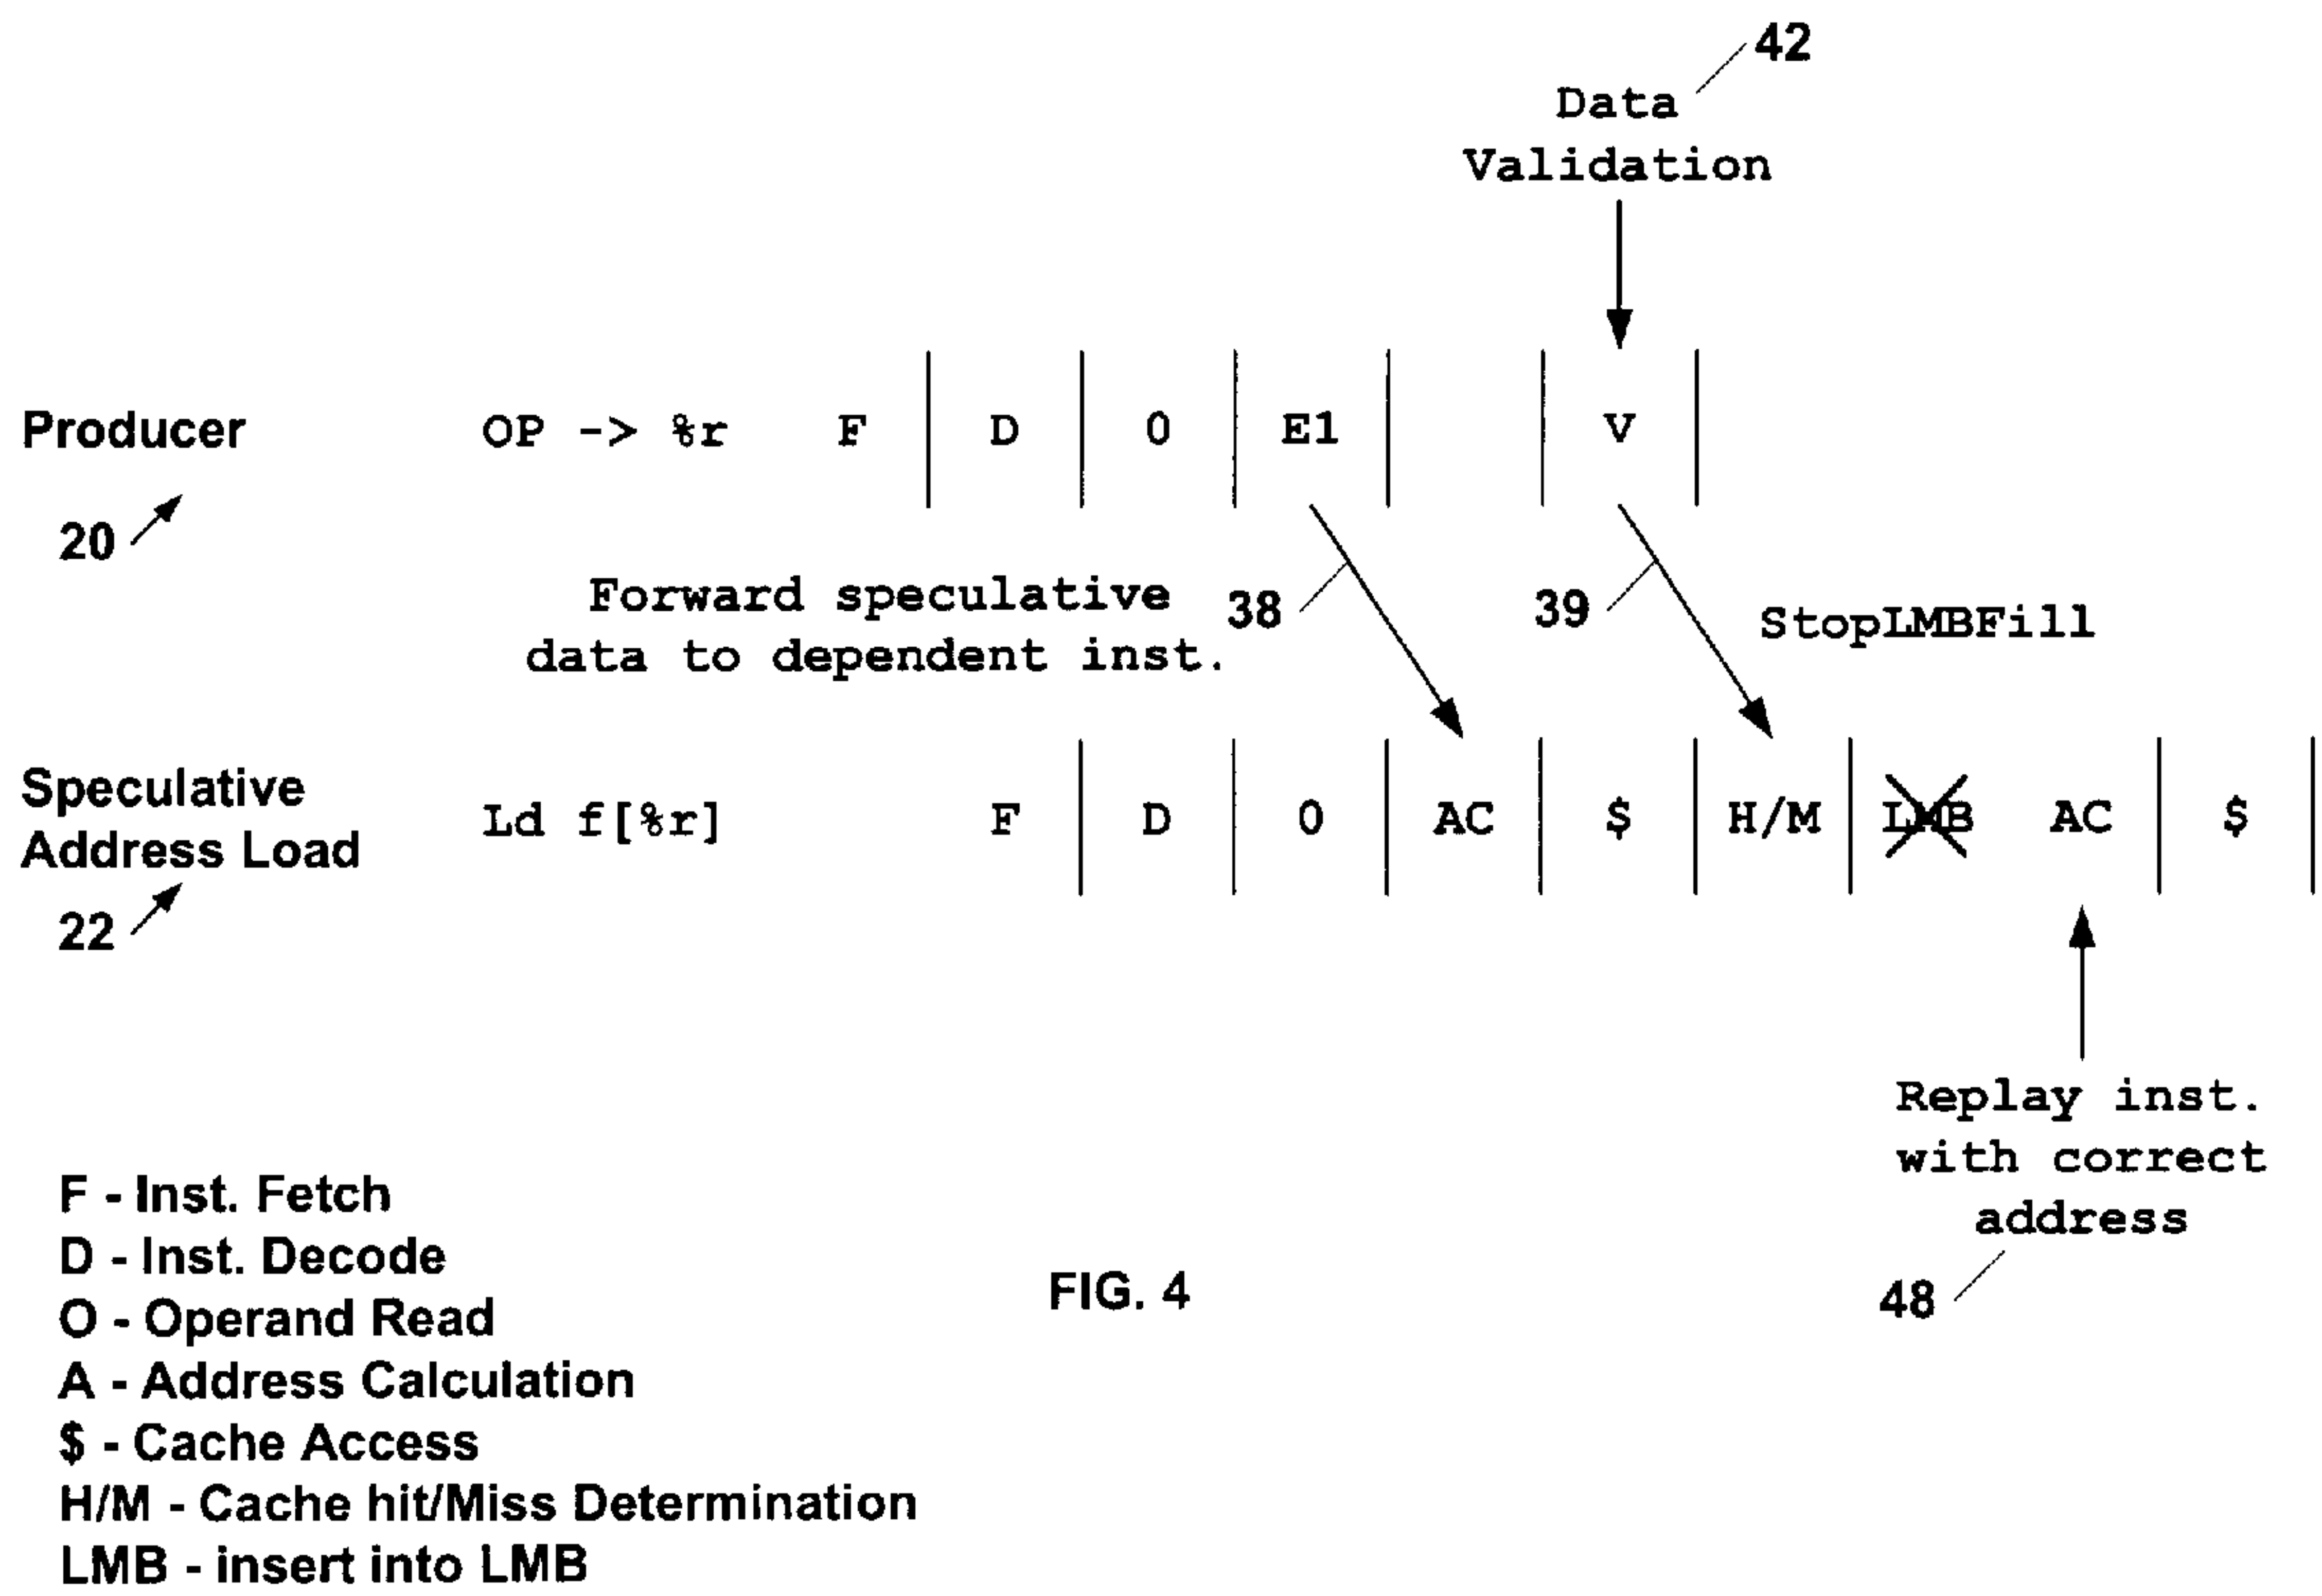 42
Data
Validation
Producer OP -> %r F D O E1 V
20
Forward speculative
data to dependent inst.
38
39
StopLMBFill
Speculative
Address Load
Ld f[%r] F D O AC $ H/M LMB AC $
22
Replay inst.
with correct
address
48
F - Inst. Fetch
D - Inst. Decode
O - Operand Read
A - Address Calculation
$ - Cache Access
H/M - Cache hit/Miss Determination
LMB - insert into LMB
FIG. 4